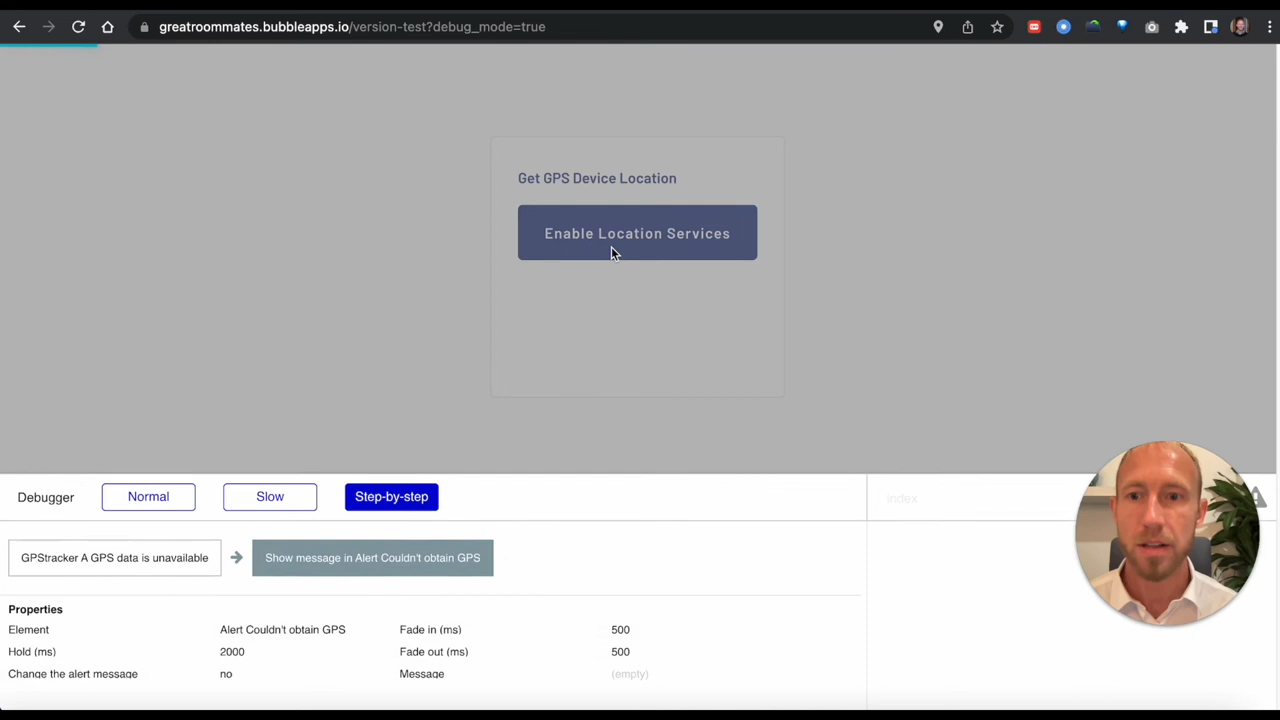 greatroommates.bubbleapps.io/version-test?debug_mode=true
Get GPS Device Location
Enable Location Services
Debugger
Normal
Slow
Step-by-step
index
GPStracker A GPS data is unavailable
Show message in Alert Couldn't obtain GPS
Properties
Element Alert Couldn't obtain GPS Fade in (ms) 500
Hold (ms) 2000 Fade out (ms) 500
Change the alert message no Message (empty)